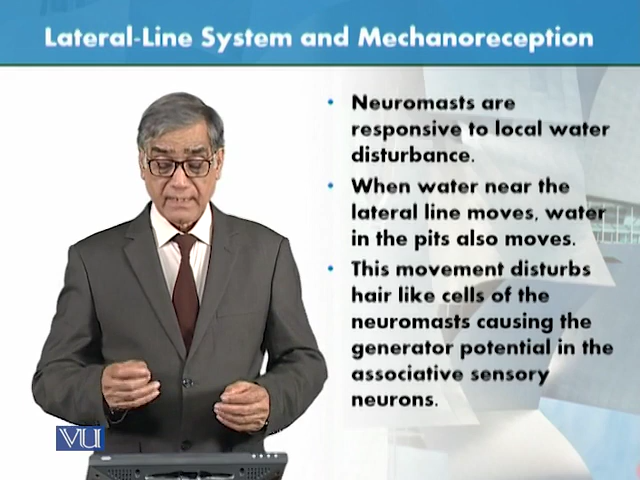 Lateral-Line System and Mechanoreception
• Neuromasts are
responsive to local water
disturbance.
• When water near the
lateral line moves, water
in the pits also moves.
• This movement disturbs
hair like cells of the
neuromasts causing the
generator potential in the
associative sensory
neurons.
VU